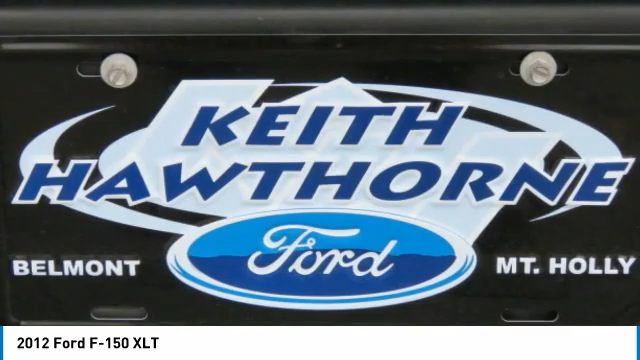 KEITH
HAWTHORNE
Ford
BELMONT
MT. HOLLY
2012 Ford F-150 XLT